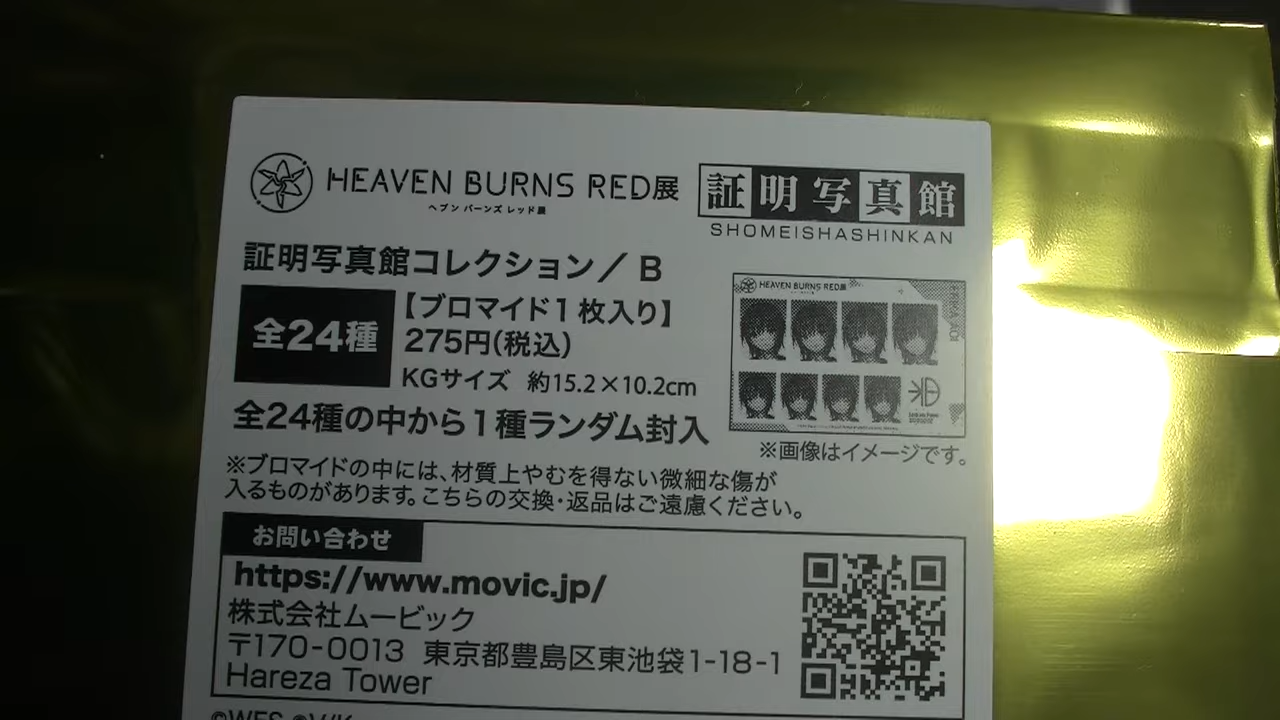 HEAVEN BURNS RED展
ヘブン バーンズ レッド展
証明写真館
SHOMEISHASHINKAN
証明写真館コレクション/ B
全24種
【ブロマイド1枚入り】
275円(税込)
KGサイズ 約15.2×10.2cm
全24種の中から1種ランダム封入
HEAVEN BURNS RED展
※画像はイメージです。
※ブロマイドの中には、材質上やむを得ない微細な傷が
入るものがあります。こちらの交換・返品はご遠慮ください。
お問い合わせ
https://www.movic.jp/
株式会社ムービック
〒170-0013 東京都豊島区東池袋1-18-1
Hareza Tower